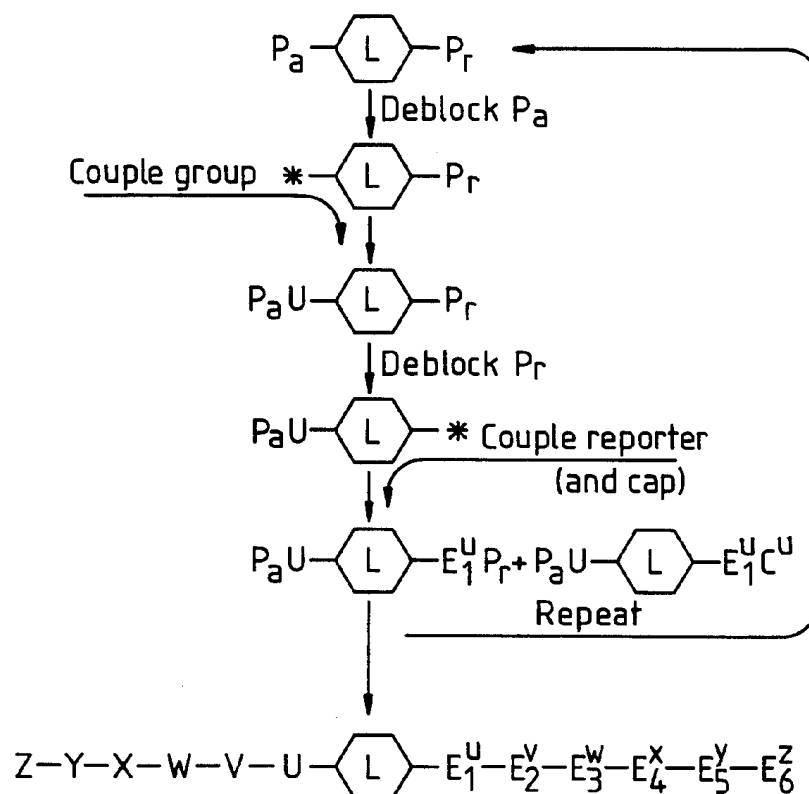 Pa L Pr
Deblock Pa
Couple group * L Pr
PaU L Pr
Deblock Pr
PaU L * Couple reporter
(and cap)
PaU L E₁ᵁPr + PaU L E₁ᵁCᵁ
Repeat
Z-Y-X-W-V-U L E₁ᵁ-E₂ⱽ-E₃ᵂ-E₄ˣ-E₅ʸ-E₆ᶻ